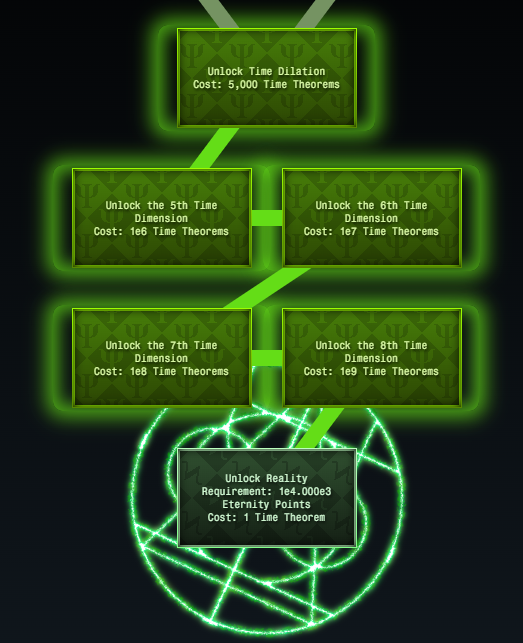 Unlock Time Dilation
Cost: 5,000 Time Theorems
Unlock the 5th Time
Dimension
Cost: 1e6 Time Theorems
Unlock the 6th Time
Dimension
Cost: 1e7 Time Theorems
Unlock the 7th Time
Dimension
Cost: 1e8 Time Theorems
Unlock the 8th Time
Dimension
Cost: 1e9 Time Theorems
Unlock Reality
Requirement: 1e4.000e3
Eternity Points
Cost: 1 Time Theorem